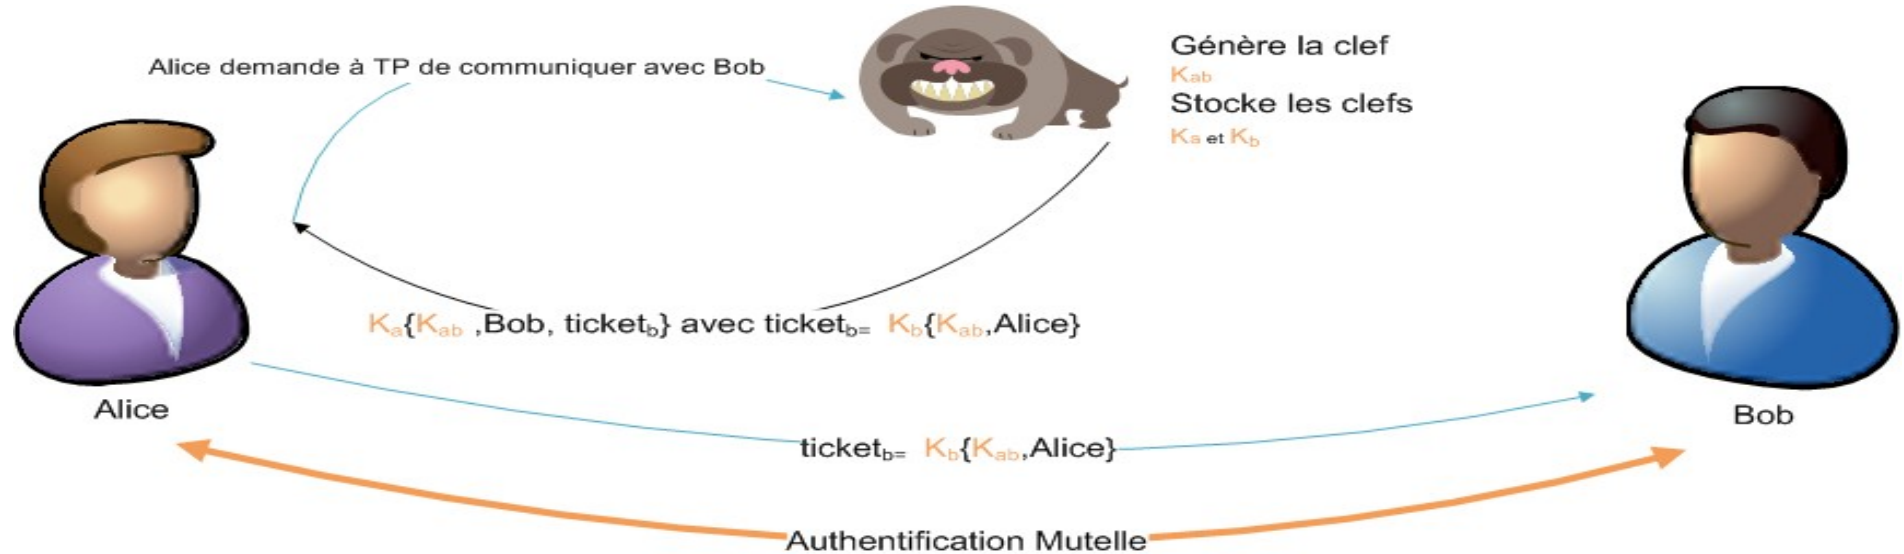 Alice demande à TP de communiquer avec Bob
Génère la clef
Kab
Stocke les clefs
Ka et Kb
Ka{Kab ,Bob, ticketb} avec ticketb= Kb{Kab,Alice}
Alice
Bob
ticketb= Kb{Kab,Alice}
Authentification Mutelle